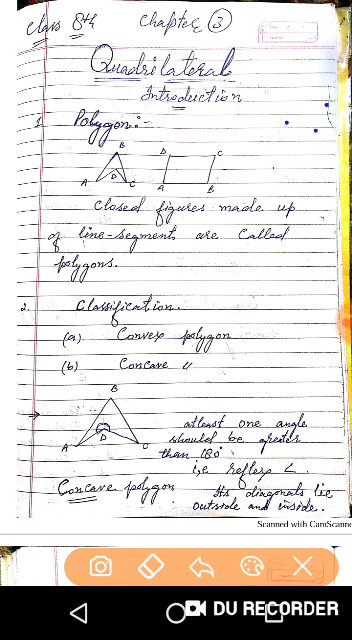 class 8th Chapter ③
Quadrilateral
Introduction
1. Polygon:-
B
D
A C
D C
A B
Closed figures made up
of line-segments are Called
polygons.
2. Classification.
(a) Convex polygon
(b) Concave "
⇒
B
D
A C
atleast one angle
should be greater
than 180°
i,e reflex ∠.
Concave polygon
Its diagonals lie
outside and inside.
Scanned with CamScanne
DU RECORDER